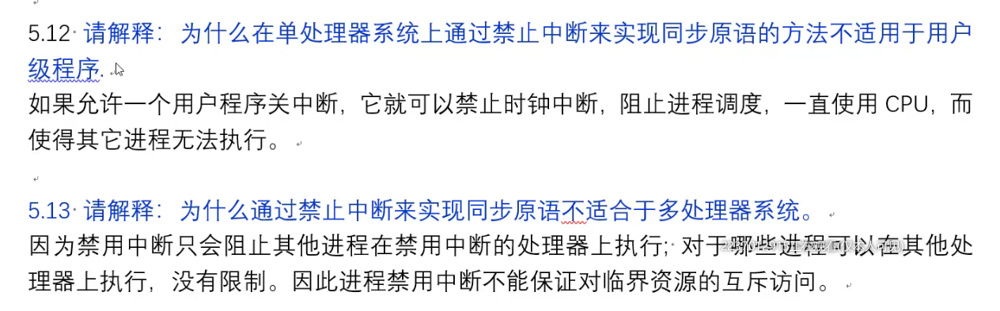 5.12 请解释：为什么在单处理器系统上通过禁止中断来实现同步原语的方法不适用于用户
级程序.
如果允许一个用户程序关中断，它就可以禁止时钟中断，阻止进程调度，一直使用 CPU，而
使得其它进程无法执行。
5.13 请解释：为什么通过禁止中断来实现同步原语不适合于多处理器系统。
因为禁用中断只会阻止其他进程在禁用中断的处理器上执行; 对于哪些进程可以在其他处
理器上执行，没有限制。因此进程禁用中断不能保证对临界资源的互斥访问。